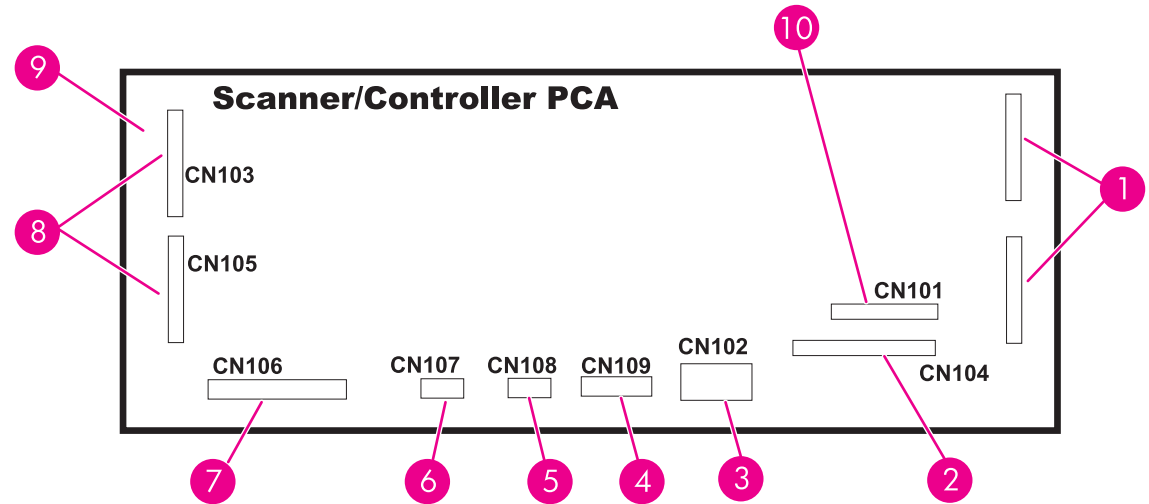 10
9
Scanner/Controller PCA
CN103
1
8
CN105
CN101
CN102
CN106
CN107
CN108
CN109
CN104
7
6
5
4
3
2